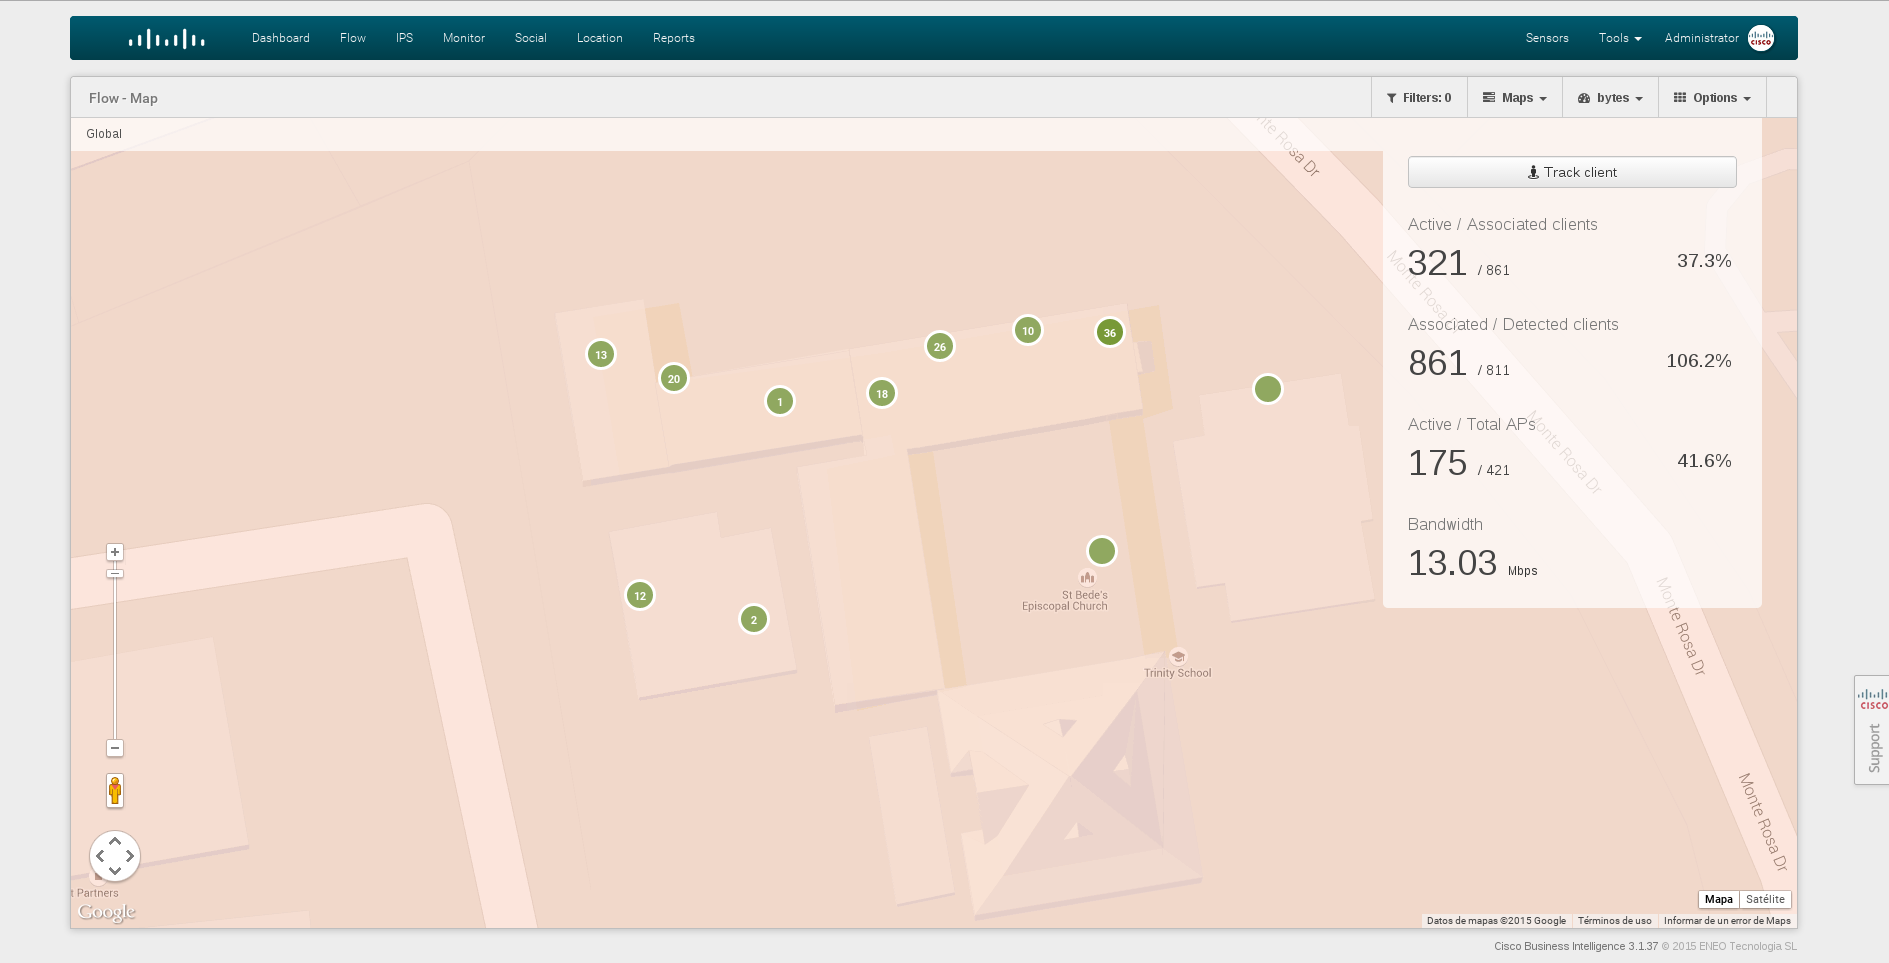 Dashboard Flow IPS Monitor Social Location Reports Sensors Tools Administrator CISCO
Flow - Map Filters: 0 Maps bytes Options
Global
Monte Rosa Dr
Track client
Active / Associated clients
321 / 861 37.3%
Monte Rosa
Associated / Detected clients
861 / 811 106.2%
Active / Total APs
175 / 421 41.6%
Monte Rosa Dr
Bandwidth
13.03 Mbps
13
20
1
18
26
10
36
12
2
St Bede's
Episcopal Church
Trinity School
Monte Rosa Dr
Monte Rosa Dr
CISCO
Support
t Partners
Google
Mapa Satélite
Datos de mapas ©2015 Google Términos de uso Informar de un error de Maps
Cisco Business Intelligence 3.1.37 © 2015 ENEO Tecnologia SL